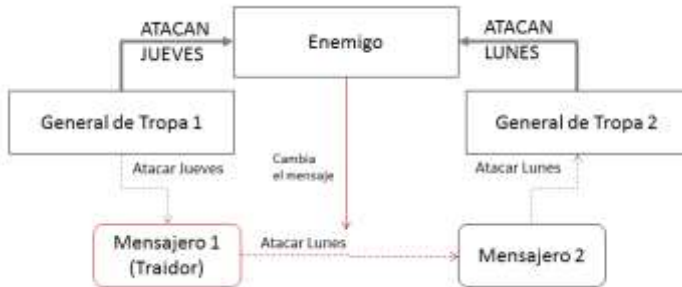 ATACAN
JUEVES
Enemigo
ATACAN
LUNES
General de Tropa 1
General de Tropa 2
Atacar Jueves
Cambia
el mensaje
Atacar Lunes
Mensajero 1
(Traidor)
Atacar Lunes
Mensajero 2